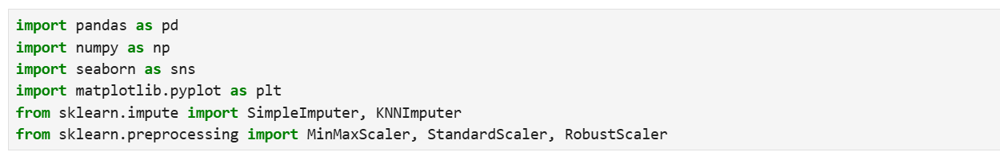 import pandas as pd
import numpy as np
import seaborn as sns
import matplotlib.pyplot as plt
from sklearn.impute import SimpleImputer, KNNImputer
from sklearn.preprocessing import MinMaxScaler, StandardScaler, RobustScaler